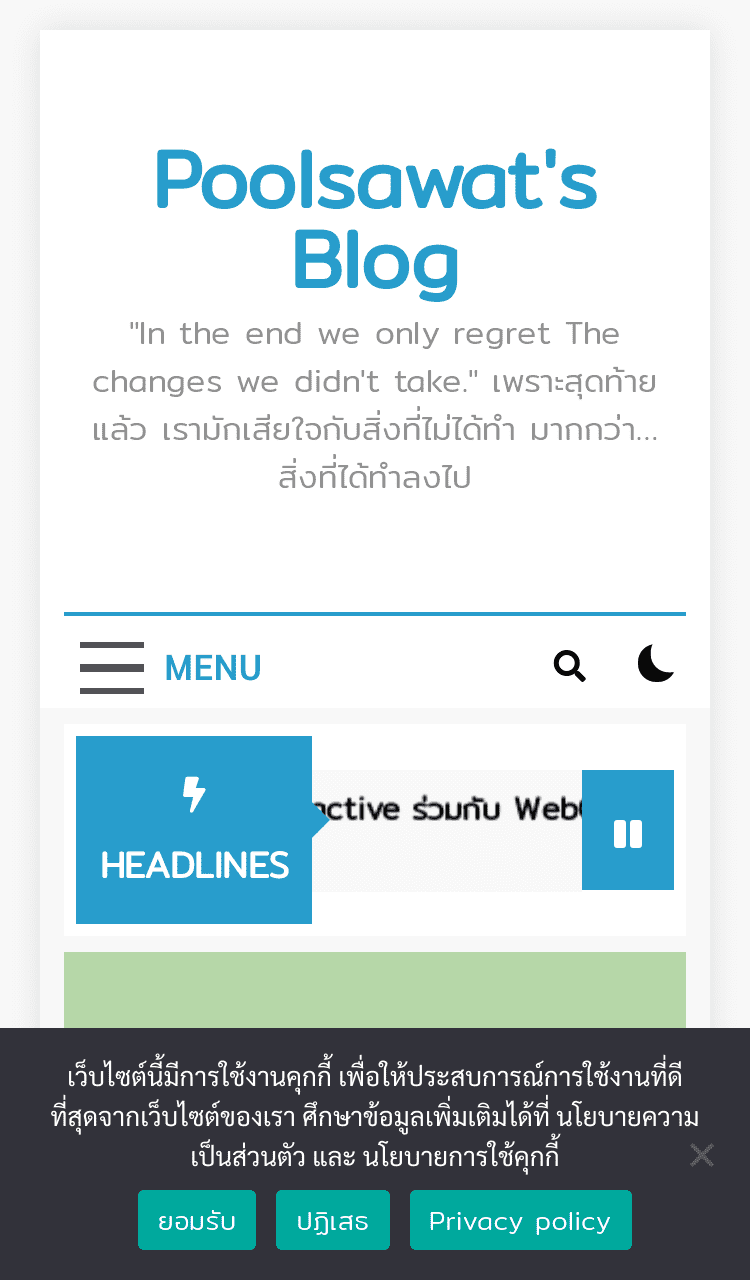 Poolsawat's
Blog
"In the end we only regret The
changes we didn't take." เพราะสุดท้าย
แล้ว เรามักเสียใจกับสิ่งที่ไม่ได้ทำ มากกว่า...
สิ่งที่ได้ทำลงไป
MENU
ร่วมกับ
HEADLINES
เว็บไซต์นี้มีการใช้งานคุกกี้ เพื่อให้ประสบการณ์การใช้งานที่ดี
ที่สุดจากเว็บไซต์ของเรา ศึกษาข้อมูลเพิ่มเติมได้ที่ นโยบายความ
เป็นส่วนตัว และ นโยบายการใช้คุกกี้
ยอมรับ ปฏิเสธ Privacy policy